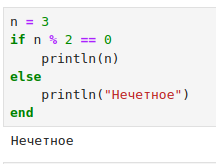 n = 3
if n % 2 == 0
    println(n)
else
    println("Нечетное")
end
Нечетное